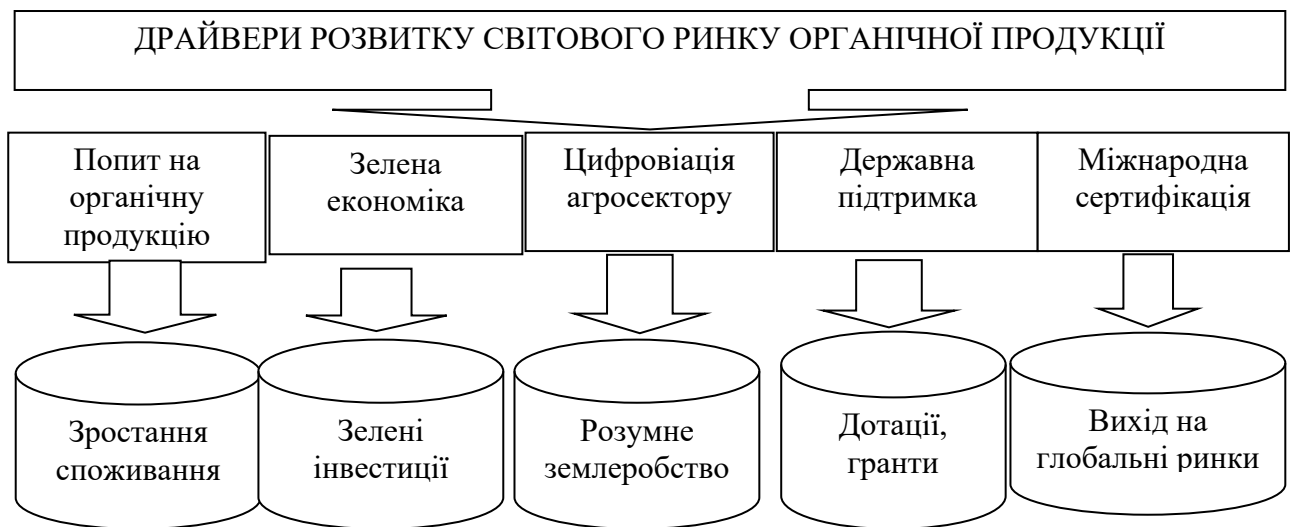 ДРАЙВЕРИ РОЗВИТКУ СВІТОВОГО РИНКУ ОРГАНІЧНОЇ ПРОДУКЦІЇ
Попит на
органічну
продукцію
Зелена
економіка
Цифровіація
агросектору
Державна
підтримка
Міжнародна
сертифікація
Зростання
споживання
Зелені
інвестиції
Розумне
землеробство
Дотації,
гранти
Вихід на
глобальні ринки